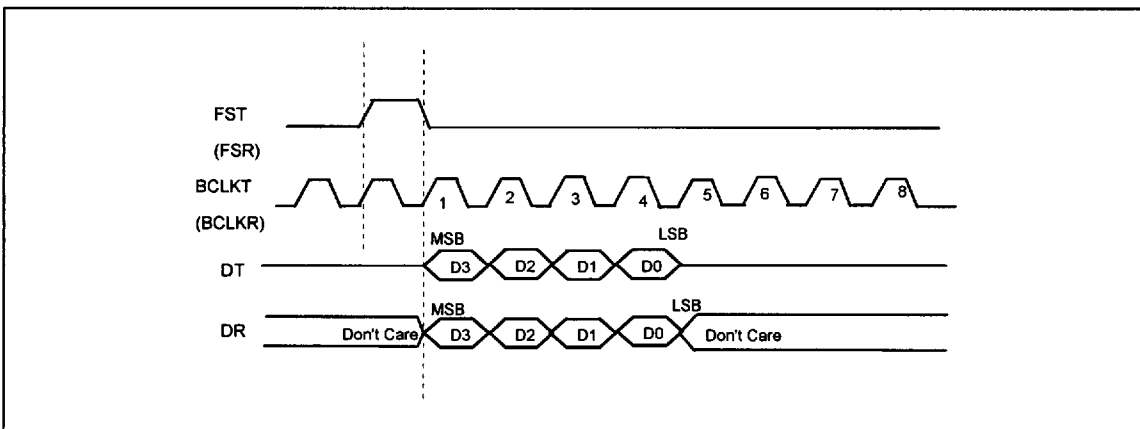 FST
(FSR)
BCLKT
(BCLKR)
1 2 3 4 5 6 7 8
MSB LSB
DT D3 D2 D1 D0
MSB LSB
DR Don't Care D3 D2 D1 D0 Don't Care